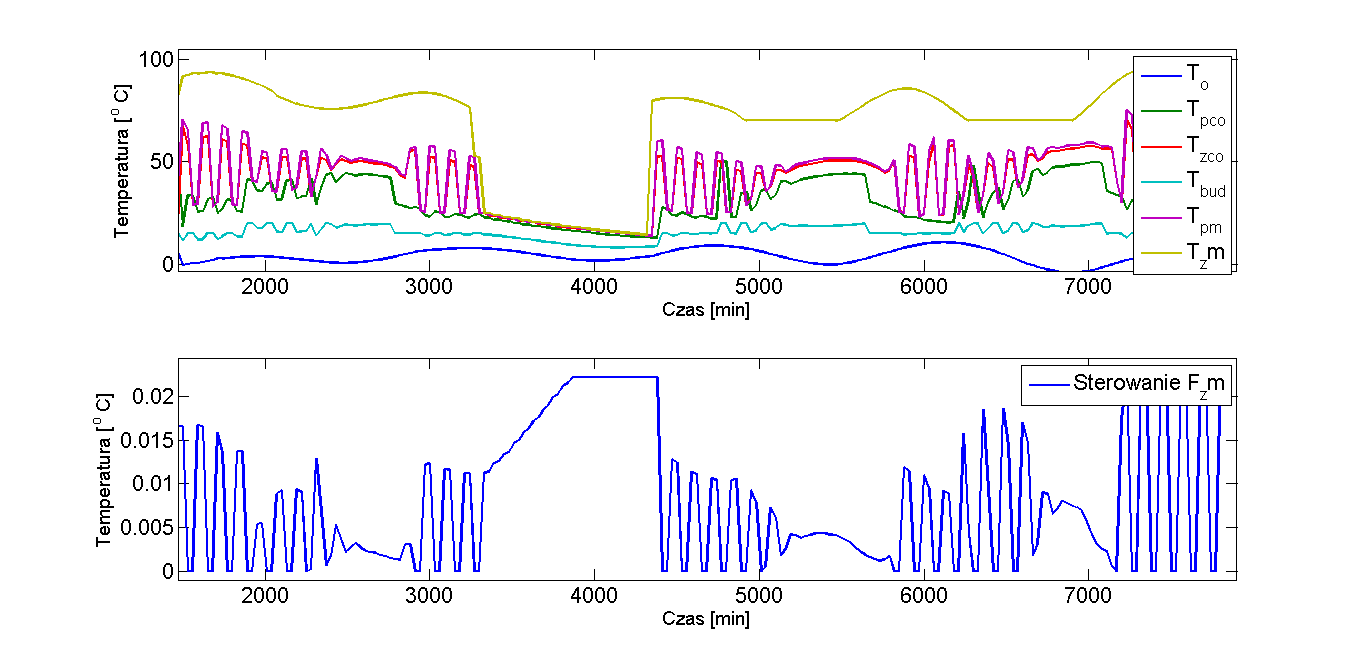 100
50
0
Temperatura [° C]
2000 3000 4000 5000 6000 7000
Czas [min]
T_o
T_pco
T_zco
T_bud
T_pm
T_zm
0.02
0.015
0.01
0.005
0
Temperatura [° C]
2000 3000 4000 5000 6000 7000
Czas [min]
Sterowanie F_zm